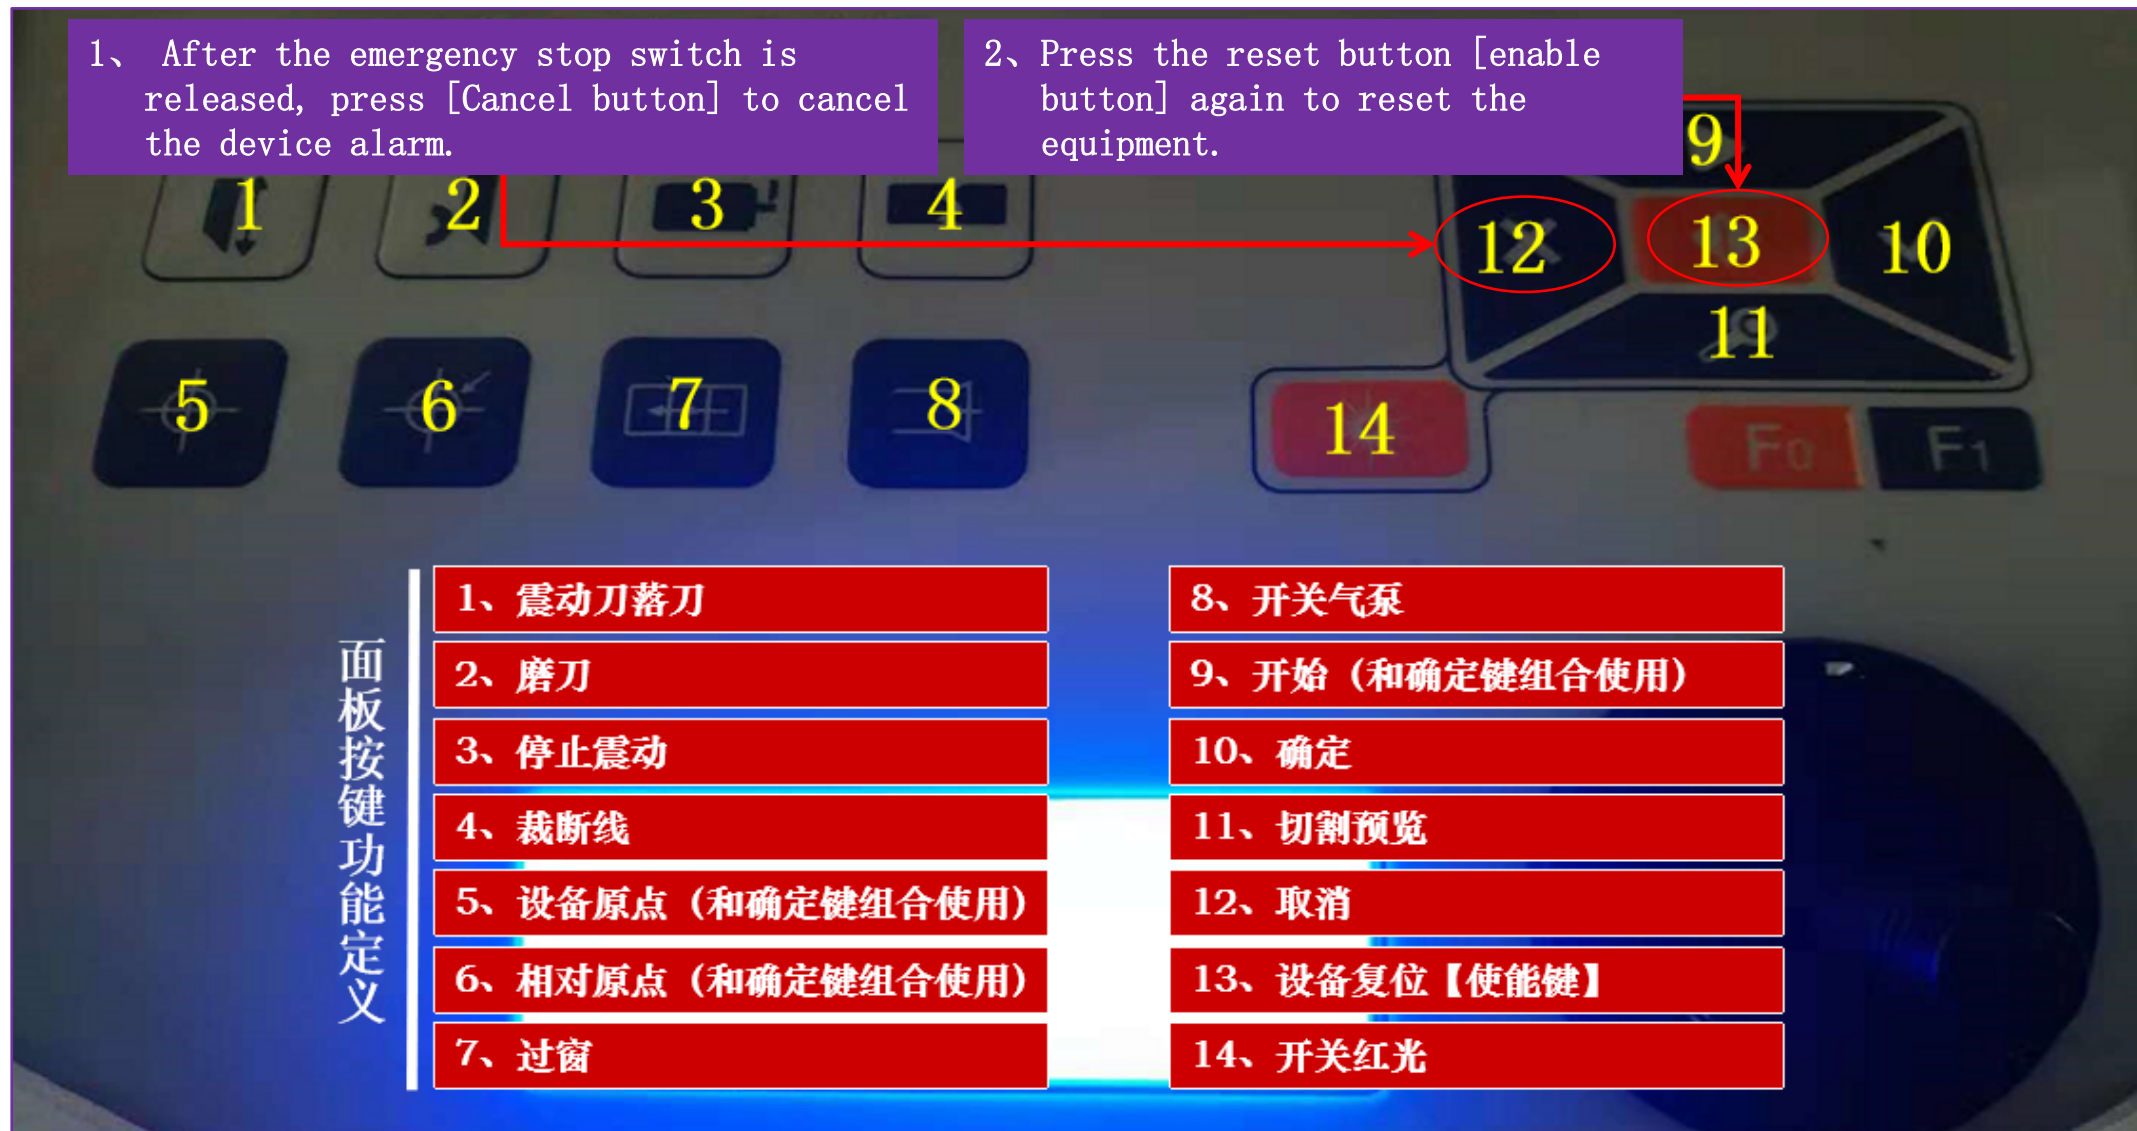 1、 After the emergency stop switch is
released, press [Cancel button] to cancel
the device alarm.
2、Press the reset button [enable
button] again to reset the
equipment.
9
1
2
3
4
12
13
10
11
5
6
7
8
14
F0
F1
面板按键功能定义
1、震动刀落刀
2、磨刀
3、停止震动
4、裁断线
5、设备原点（和确定键组合使用）
6、相对原点（和确定键组合使用）
7、过窗
8、开关气泵
9、开始（和确定键组合使用）
10、确定
11、切割预览
12、取消
13、设备复位【使能键】
14、开关红光